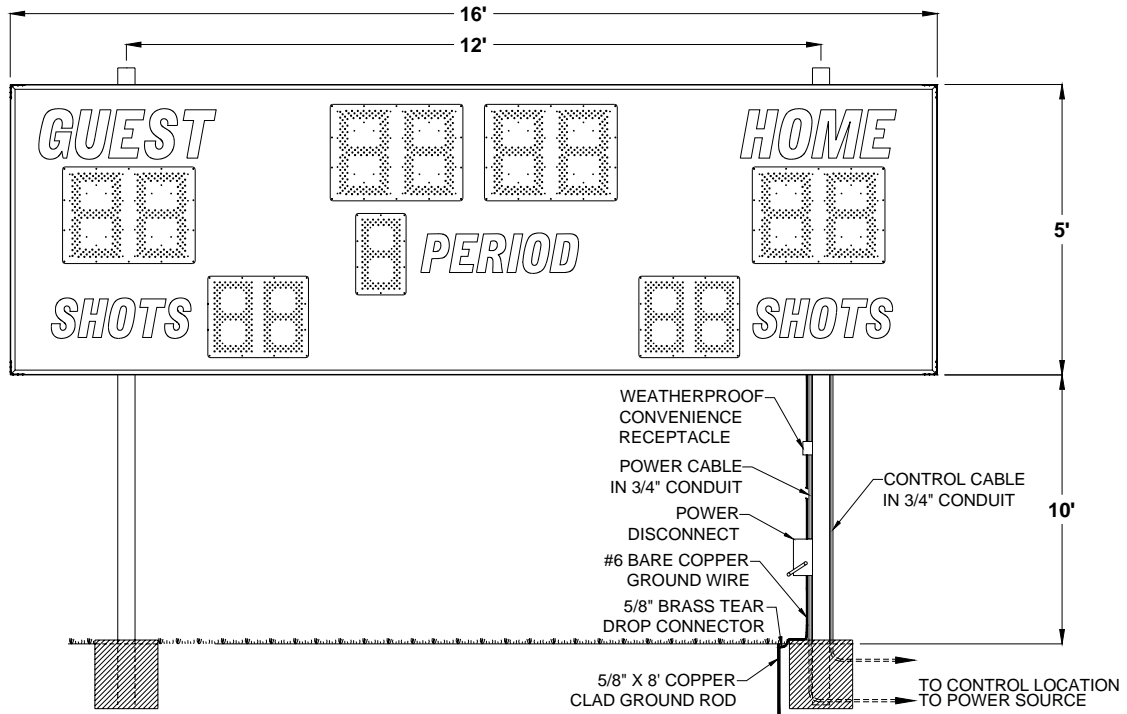 16'
12'
GUEST
HOME
PERIOD
SHOTS
SHOTS
5'
10'
WEATHERPROOF
CONVENIENCE
RECEPTACLE
POWER CABLE
IN 3/4" CONDUIT
POWER
DISCONNECT
#6 BARE COPPER
GROUND WIRE
5/8" BRASS TEAR
DROP CONNECTOR
5/8" X 8' COPPER
CLAD GROUND ROD
CONTROL CABLE
IN 3/4" CONDUIT
TO CONTROL LOCATION
TO POWER SOURCE